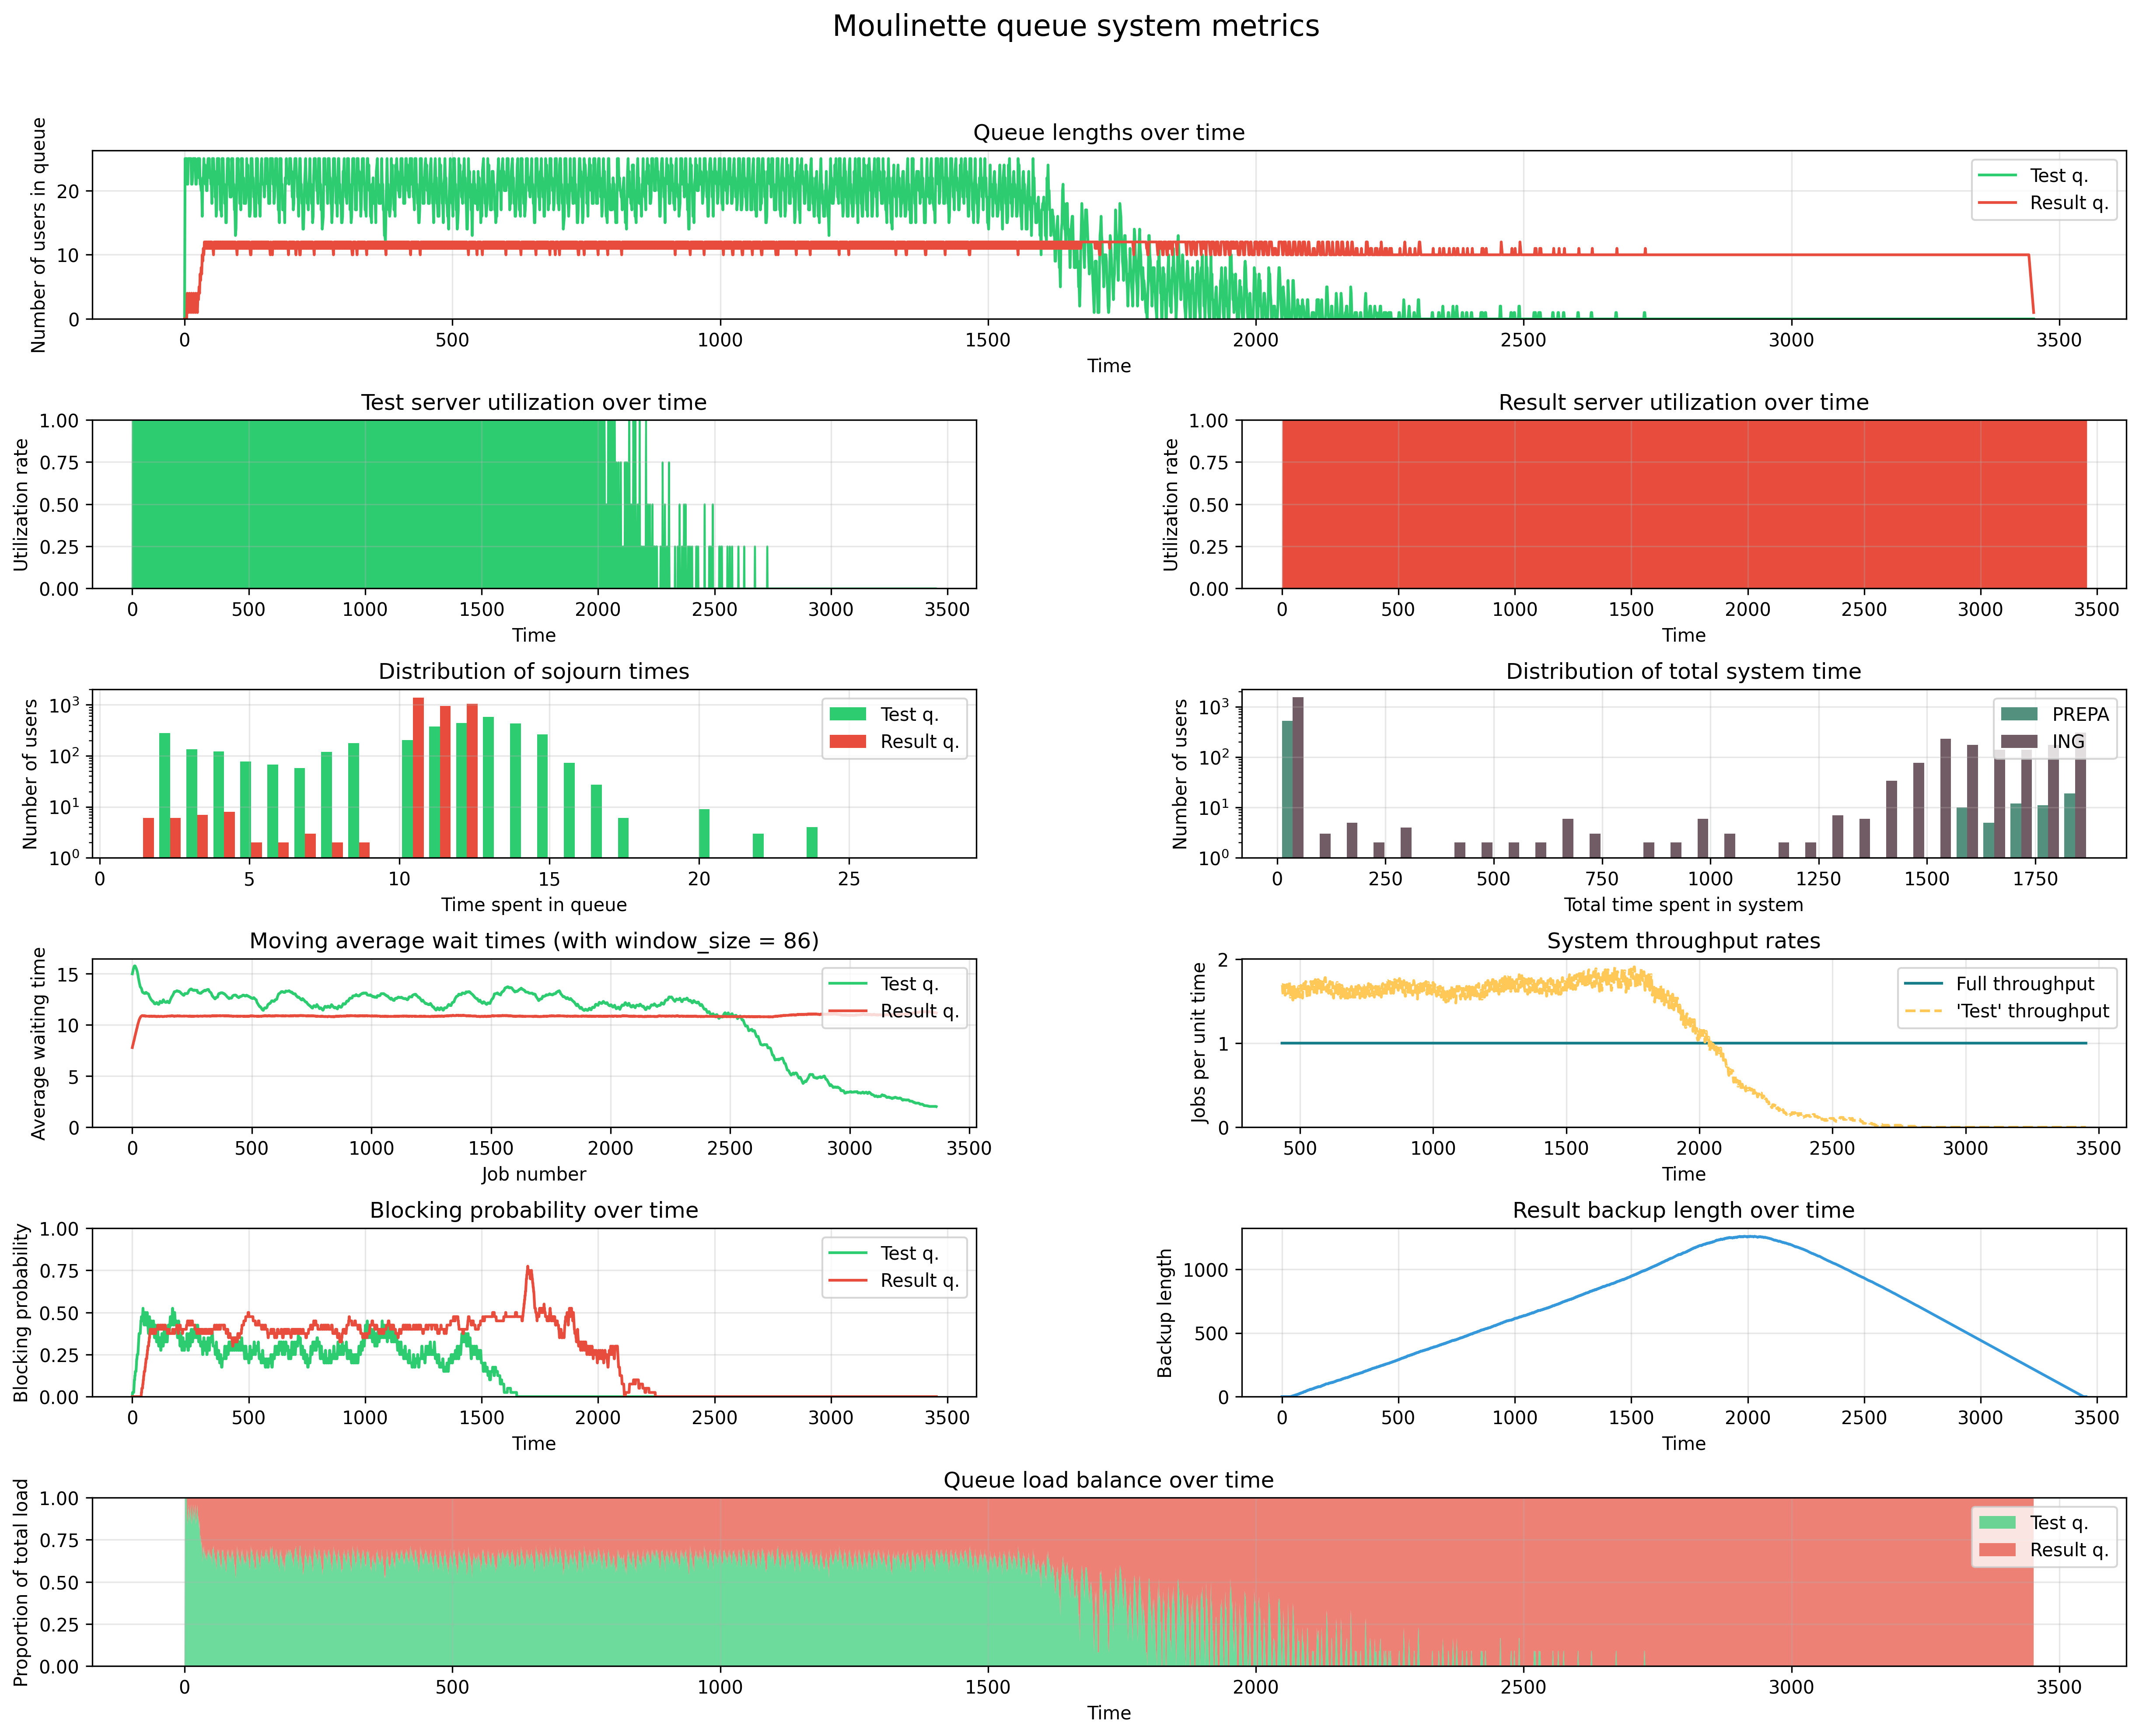 Moulinette queue system metrics
Queue lengths over time
Number of users in queue
20
10
0
Test q.
Result q.
0 500 1000 1500 2000 2500 3000 3500
Time
Test server utilization over time
Utilization rate
1.00
0.75
0.50
0.25
0.00
0 500 1000 1500 2000 2500 3000 3500
Time
Result server utilization over time
Utilization rate
1.00
0.75
0.50
0.25
0.00
0 500 1000 1500 2000 2500 3000 3500
Time
Distribution of sojourn times
Number of users
10³
10²
10¹
10⁰
Test q.
Result q.
0 5 10 15 20 25
Time spent in queue
Distribution of total system time
Number of users
10³
10²
10¹
10⁰
PREPA
ING
0 250 500 750 1000 1250 1500 1750
Total time spent in system
Moving average wait times (with window_size = 86)
Average waiting time
15
10
5
0
Test q.
Result q.
0 500 1000 1500 2000 2500 3000 3500
Job number
System throughput rates
Jobs per unit time
2
1
0
Full throughput
'Test' throughput
500 1000 1500 2000 2500 3000 3500
Time
Blocking probability over time
Blocking probability
1.00
0.75
0.50
0.25
0.00
Test q.
Result q.
0 500 1000 1500 2000 2500 3000 3500
Time
Result backup length over time
Backup length
1000
500
0
0 500 1000 1500 2000 2500 3000 3500
Time
Queue load balance over time
Proportion of total load
1.00
0.75
0.50
0.25
0.00
Test q.
Result q.
0 500 1000 1500 2000 2500 3000 3500
Time